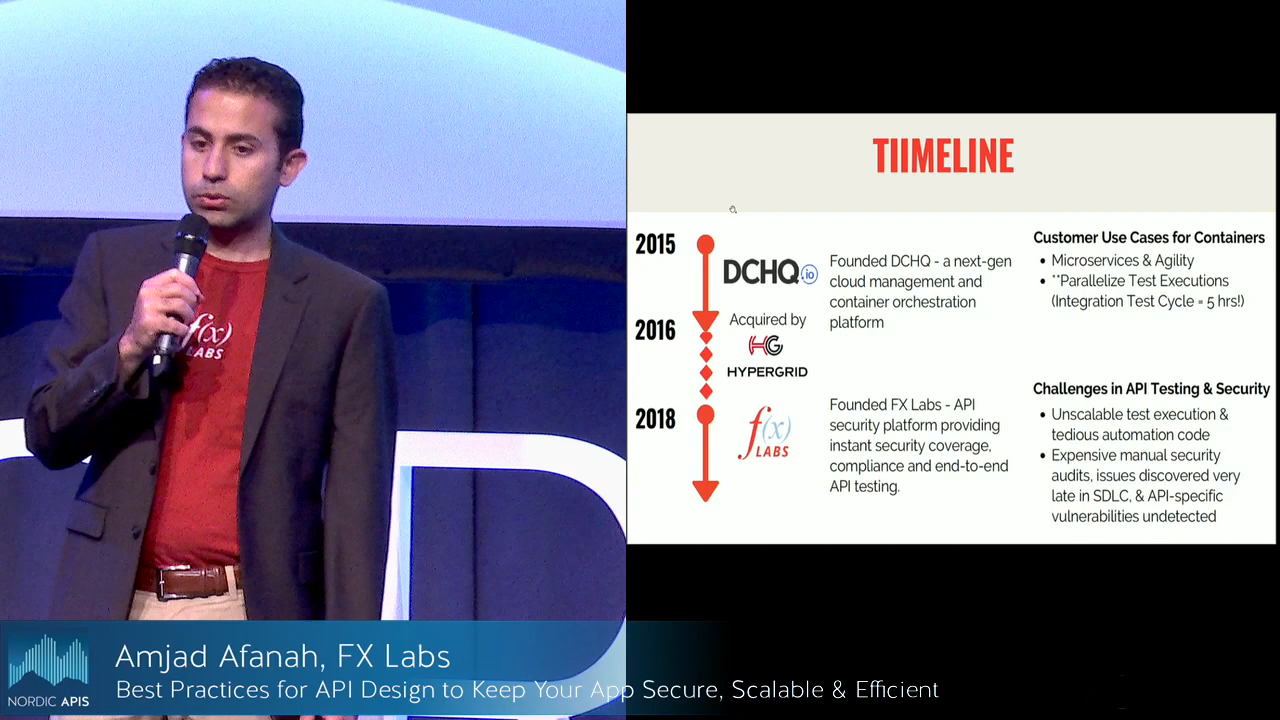 f(x)
LABS
TIIMELINE
2015
DCHQ.io
Founded DCHQ - a next-gen
cloud management and
container orchestration
platform
Customer Use Cases for Containers
• Microservices & Agility
• **Parallelize Test Executions
(Integration Test Cycle = 5 hrs!)
2016
Acquired by
HG
HYPERGRID
2018
f(x)
LABS
Founded FX Labs - API
security platform providing
instant security coverage,
compliance and end-to-end
API testing.
Challenges in API Testing & Security
• Unscalable test execution &
tedious automation code
• Expensive manual security
audits, issues discovered very
late in SDLC, & API-specific
vulnerabilities undetected
NORDIC APIS
Amjad Afanah, FX Labs
Best Practices for API Design to Keep Your App Secure, Scalable & Efficient